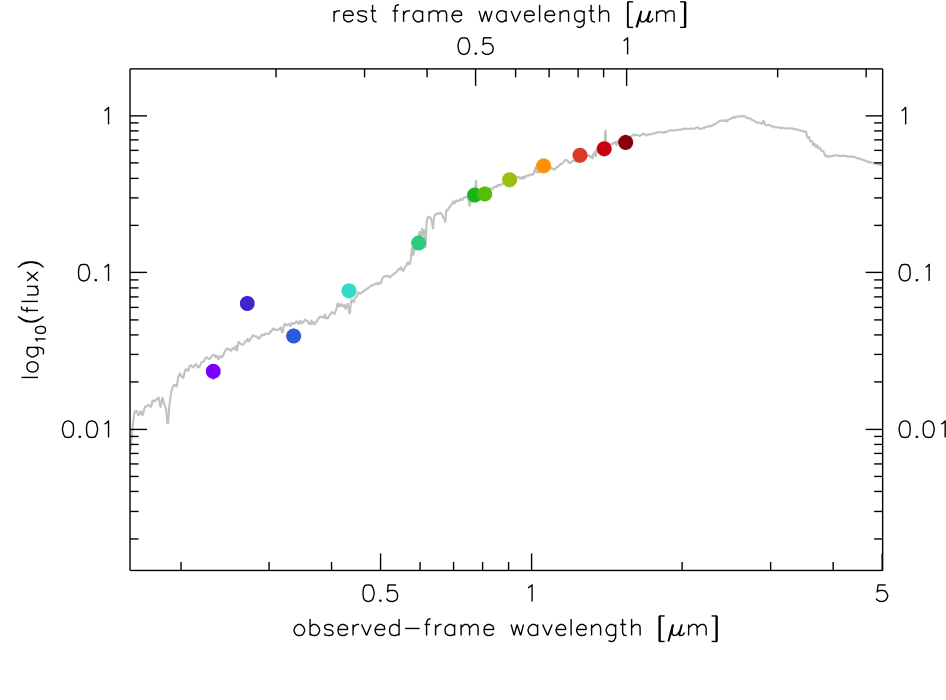 rest frame wavelength [μm]
0.5 1
1 1
0.1 0.1
0.01 0.01
log₁₀(flux)
0.5 1 5
observed-frame wavelength [μm]